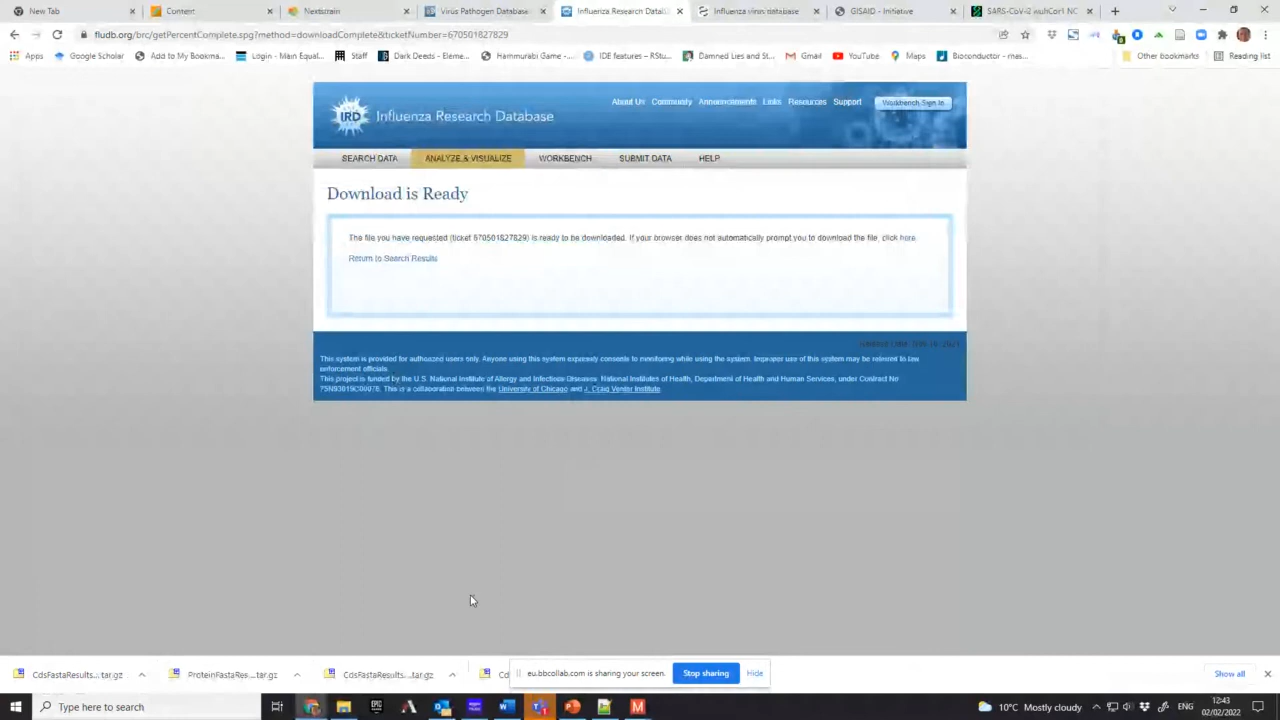 New Tab
Content
Nextstrain
Virus Pathogen Database
Influenza Research Datab
Influenza research database
GISAID - Initiative
SARS-CoV-2 wuhCor1 NC
fludb.org/brc/getPercentComplete.spg?method=downloadComplete&ticketNumber=670501827829
Apps
Google Scholar
Add to My Bookma...
Login - Main Equal...
Staff
Dark Deeds - Eleme...
Hammurabi Game -...
IDE features – RStu...
Damned Lies and St...
Gmail
YouTube
Maps
Bioconductor - mas...
Other bookmarks
Reading list
About Us Community Announcements Links Resources Support
Workbench Sign In
IRD Influenza Research Database
SEARCH DATA ANALYZE & VISUALIZE WORKBENCH SUBMIT DATA HELP
Download is Ready
The file you have requested (ticket 670501827829) is ready to be downloaded. If your browser does not automatically prompt you to download the file, click here
Return to Search Results
This system is provided for authorized users only. Anyone using this system expressly consents to monitoring while using the system. Improper use of this system may be referred to law
enforcement officials.
This project is funded by the U.S. National Institute of Allergy and Infectious Diseases, National Institutes of Health, Department of Health and Human Services, under Contract No
75N93019C00076. This is a collaboration between the University of Chicago and J. Craig Venter Institute.
CdsFastaResults....tar.gz
ProteinFastaRe....tar.gz
CdsFastaResults....tar.gz
eu.bbcollab.com is sharing your screen.
Stop sharing
Hide
Show all
Type here to search
10°C Mostly cloudy
ENG
12:43
02/02/2022